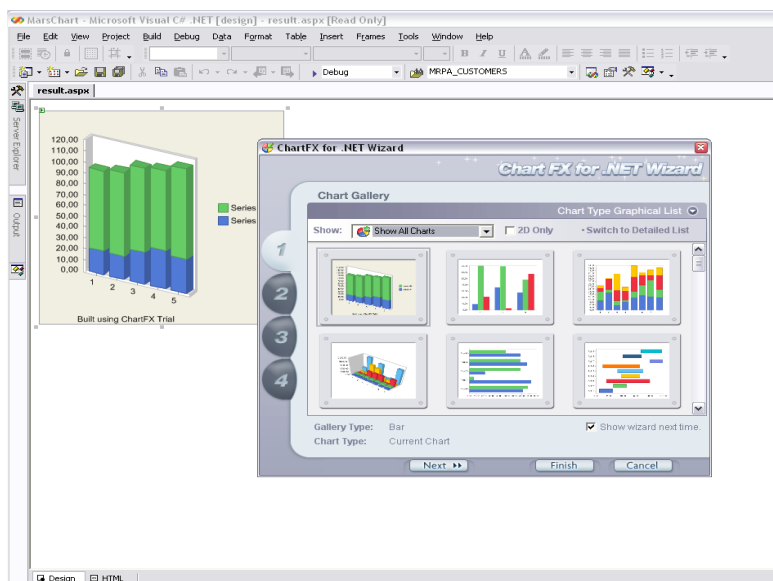 MarsChart - Microsoft Visual C# .NET [design] - result.aspx [Read Only]
File Edit View Project Build Debug Data Format Table Insert Frames Tools Window Help
B I U
Debug MRPA_CUSTOMERS
result.aspx
Server Explorer
Output
120,00
110,00
100,00
90,00
80,00
70,00
60,00
50,00
40,00
30,00
20,00
10,00
0,00
1 2 3 4 5
Series
Series
Built using ChartFX Trial
ChartFX for .NET Wizard
Chart FX for .NET Wizard
Chart Gallery
Chart Type Graphical List
Show: Show All Charts 2D Only Switch to Detailed List
1
2
3
4
Gallery Type: Bar
Chart Type: Current Chart
Show wizard next time.
Next Finish Cancel
Design HTML